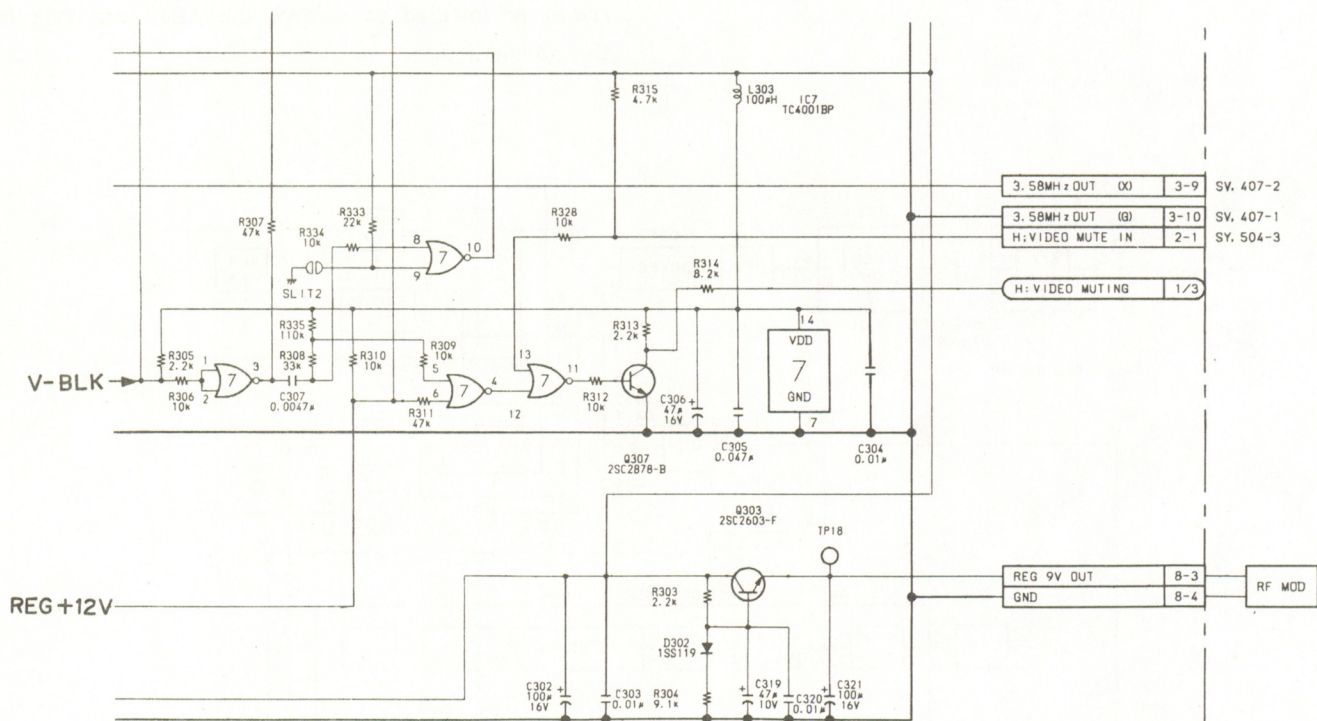 R315
4.7k
L303
100μH
IC7
TC4001BP
3.58MHz OUT (X) 3-9 SV. 407-2
3.58MHz OUT (G) 3-10 SV. 407-1
H;VIDEO MUTE IN 2-1 SY. 504-3
H:VIDEO MUTING 1/3
R307
47k
R333
22k
R334
10k
SLIT2
8
9
7
10
R328
10k
R314
8.2k
R335
110k
R305
2.2k
R308
33k
R310
10k
R309
10k
R313
2.2k
V-BLK
1
2
7
3
R306
10k
C307
0.0047μ
5
6
7
4
R311
47k
13
12
7
11
R312
10k
C306
47μ
16V
+
14
VDD
7
GND
7
C305
0.047μ
C304
0.01μ
Q307
2SC2878-B
Q303
2SC2603-F
TP18
REG +12V
REG 9V OUT 8-3
GND 8-4
RF MOD
R303
2.2k
D302
1SS119
C302
100μ
16V
+
C303
0.01μ
R304
9.1k
C319
47μ
10V
+
C320
0.01μ
C321
100μ
16V
+